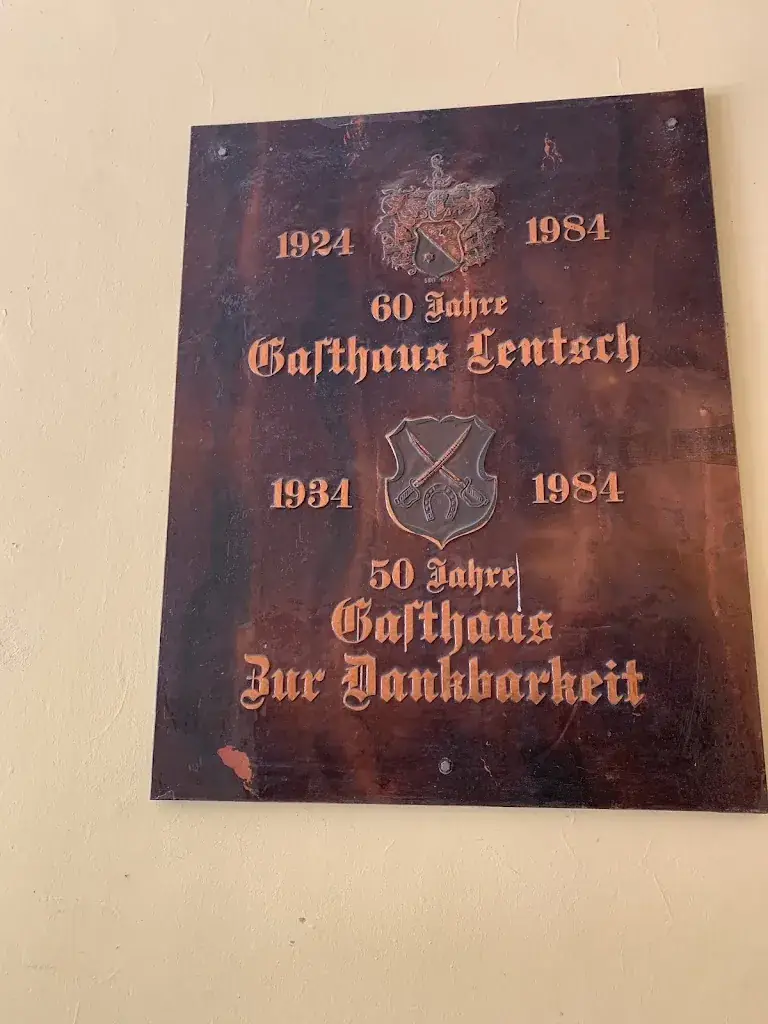 1924 1984
60 Jahre
Gaſthaus Lentsch
1934 1984
50 Jahre
Gaſthaus
Zur Dankbarkeit